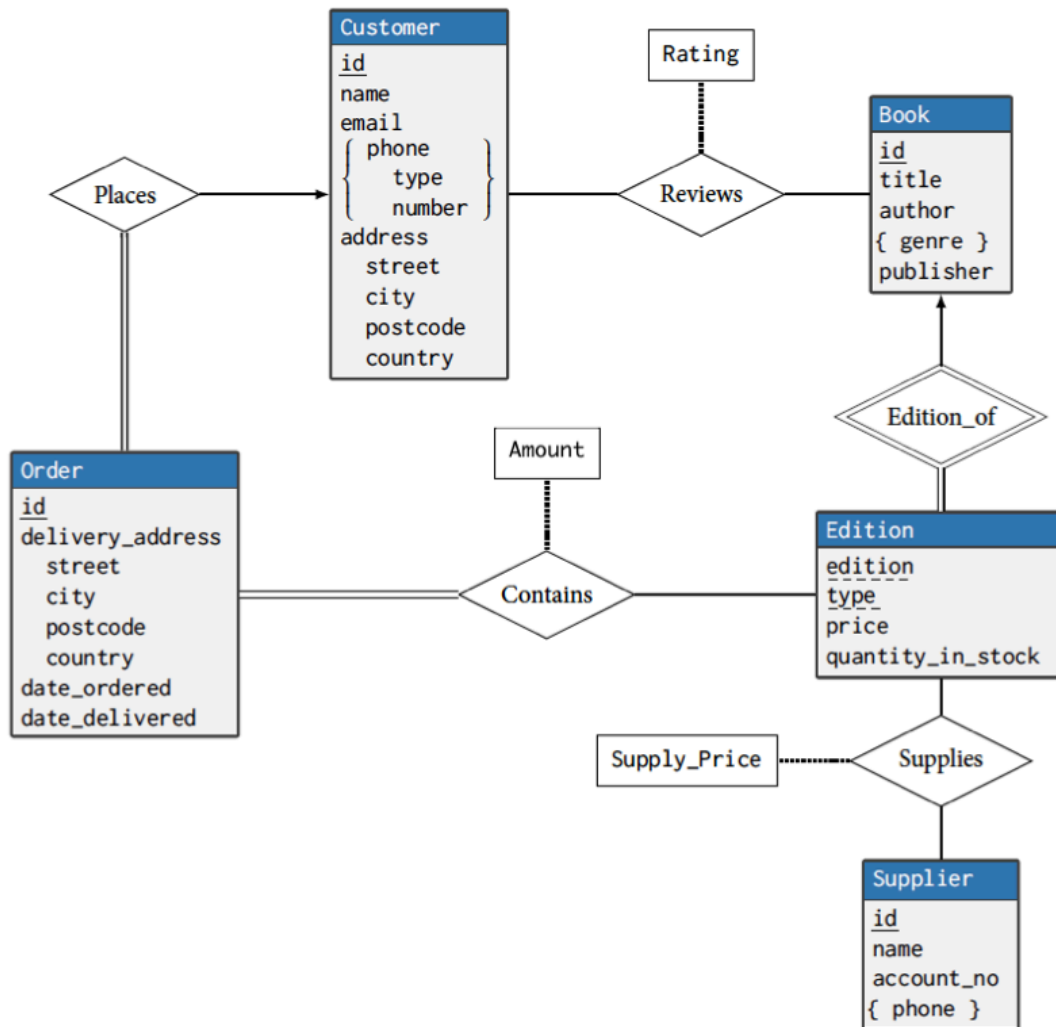 Customer
id
name
email
{ phone
type
number }
address
street
city
postcode
country
Rating
Book
id
title
author
{ genre }
publisher
Places
Reviews
Edition_of
Order
id
delivery_address
street
city
postcode
country
date_ordered
date_delivered
Amount
Contains
Edition
edition
type
price
quantity_in_stock
Supply_Price
Supplies
Supplier
id
name
account_no
{ phone }